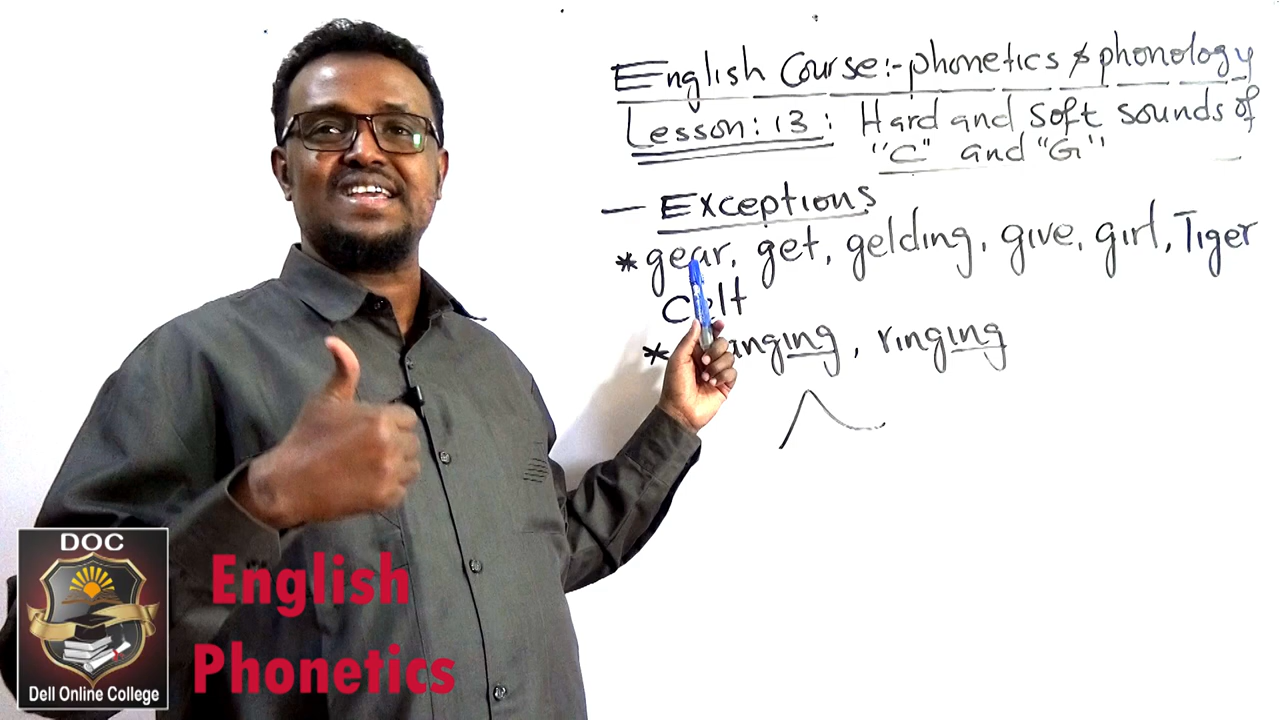 English Course:- phonetics & phonology
Lesson: 13: Hard and soft sounds of
"C" and "G"
— Exceptions
* gear, get, gelding, give, girl, Tiger
Celt
* ringing
DOC
Dell Online College
English
Phonetics